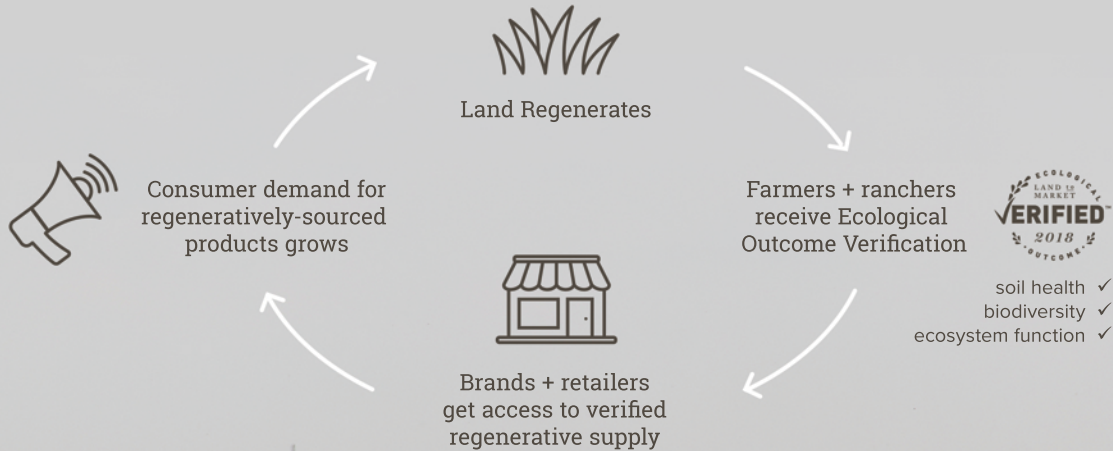 Land Regenerates
Consumer demand for
regeneratively-sourced
products grows
Farmers + ranchers
receive Ecological
Outcome Verification
ECOLOGICAL
LAND TO
MARKET
VERIFIED™
2018
OUTCOME
soil health ✓
biodiversity ✓
ecosystem function ✓
Brands + retailers
get access to verified
regenerative supply